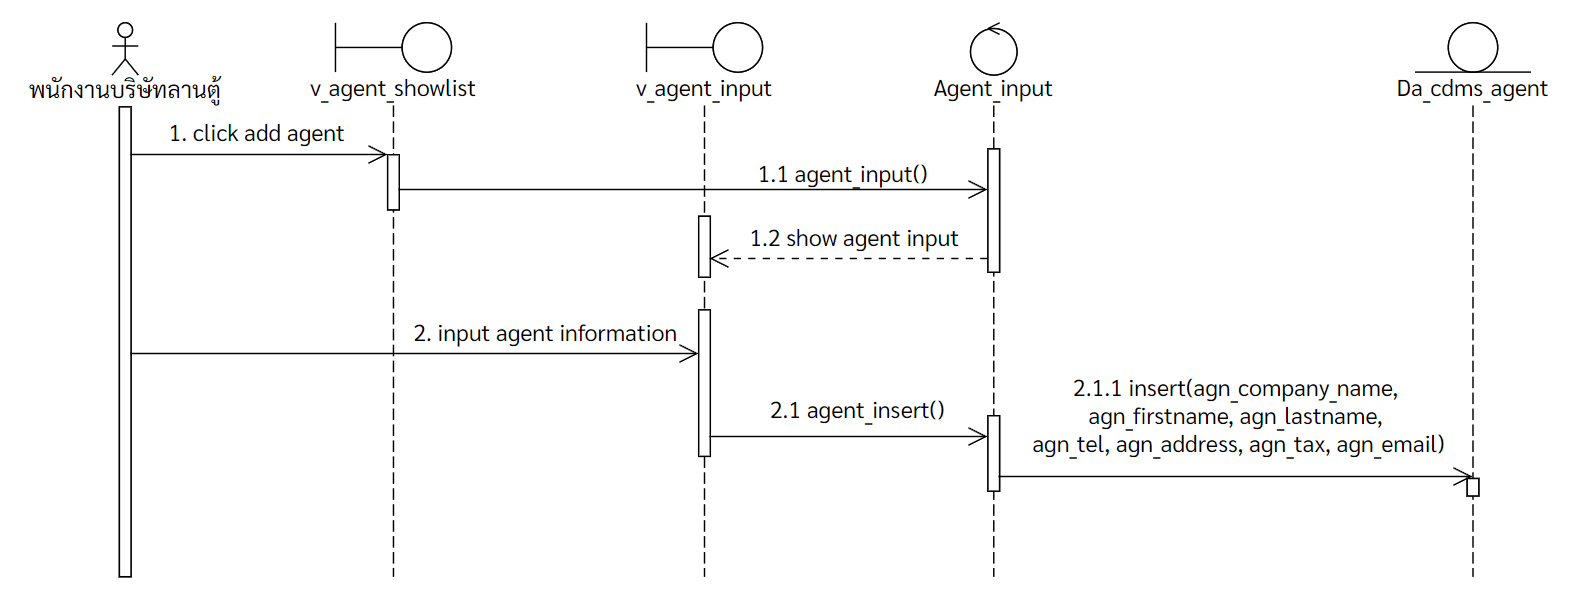 พนักงานบริษัทลานตู้
v_agent_showlist
v_agent_input
Agent_input
Da_cdms_agent
1. click add agent
1.1 agent_input()
1.2 show agent input
2. input agent information
2.1 agent_insert()
2.1.1 insert(agn_company_name,
agn_firstname, agn_lastname,
agn_tel, agn_address, agn_tax, agn_email)